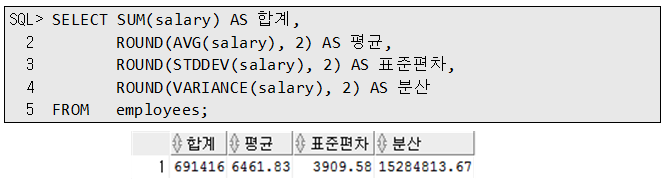 SQL> SELECT SUM(salary) AS 합계,
2 ROUND(AVG(salary), 2) AS 평균,
3 ROUND(STDDEV(salary), 2) AS 표준편차,
4 ROUND(VARIANCE(salary), 2) AS 분산
5 FROM employees;
합계 평균 표준편차 분산
1 691416 6461.83 3909.58 15284813.67